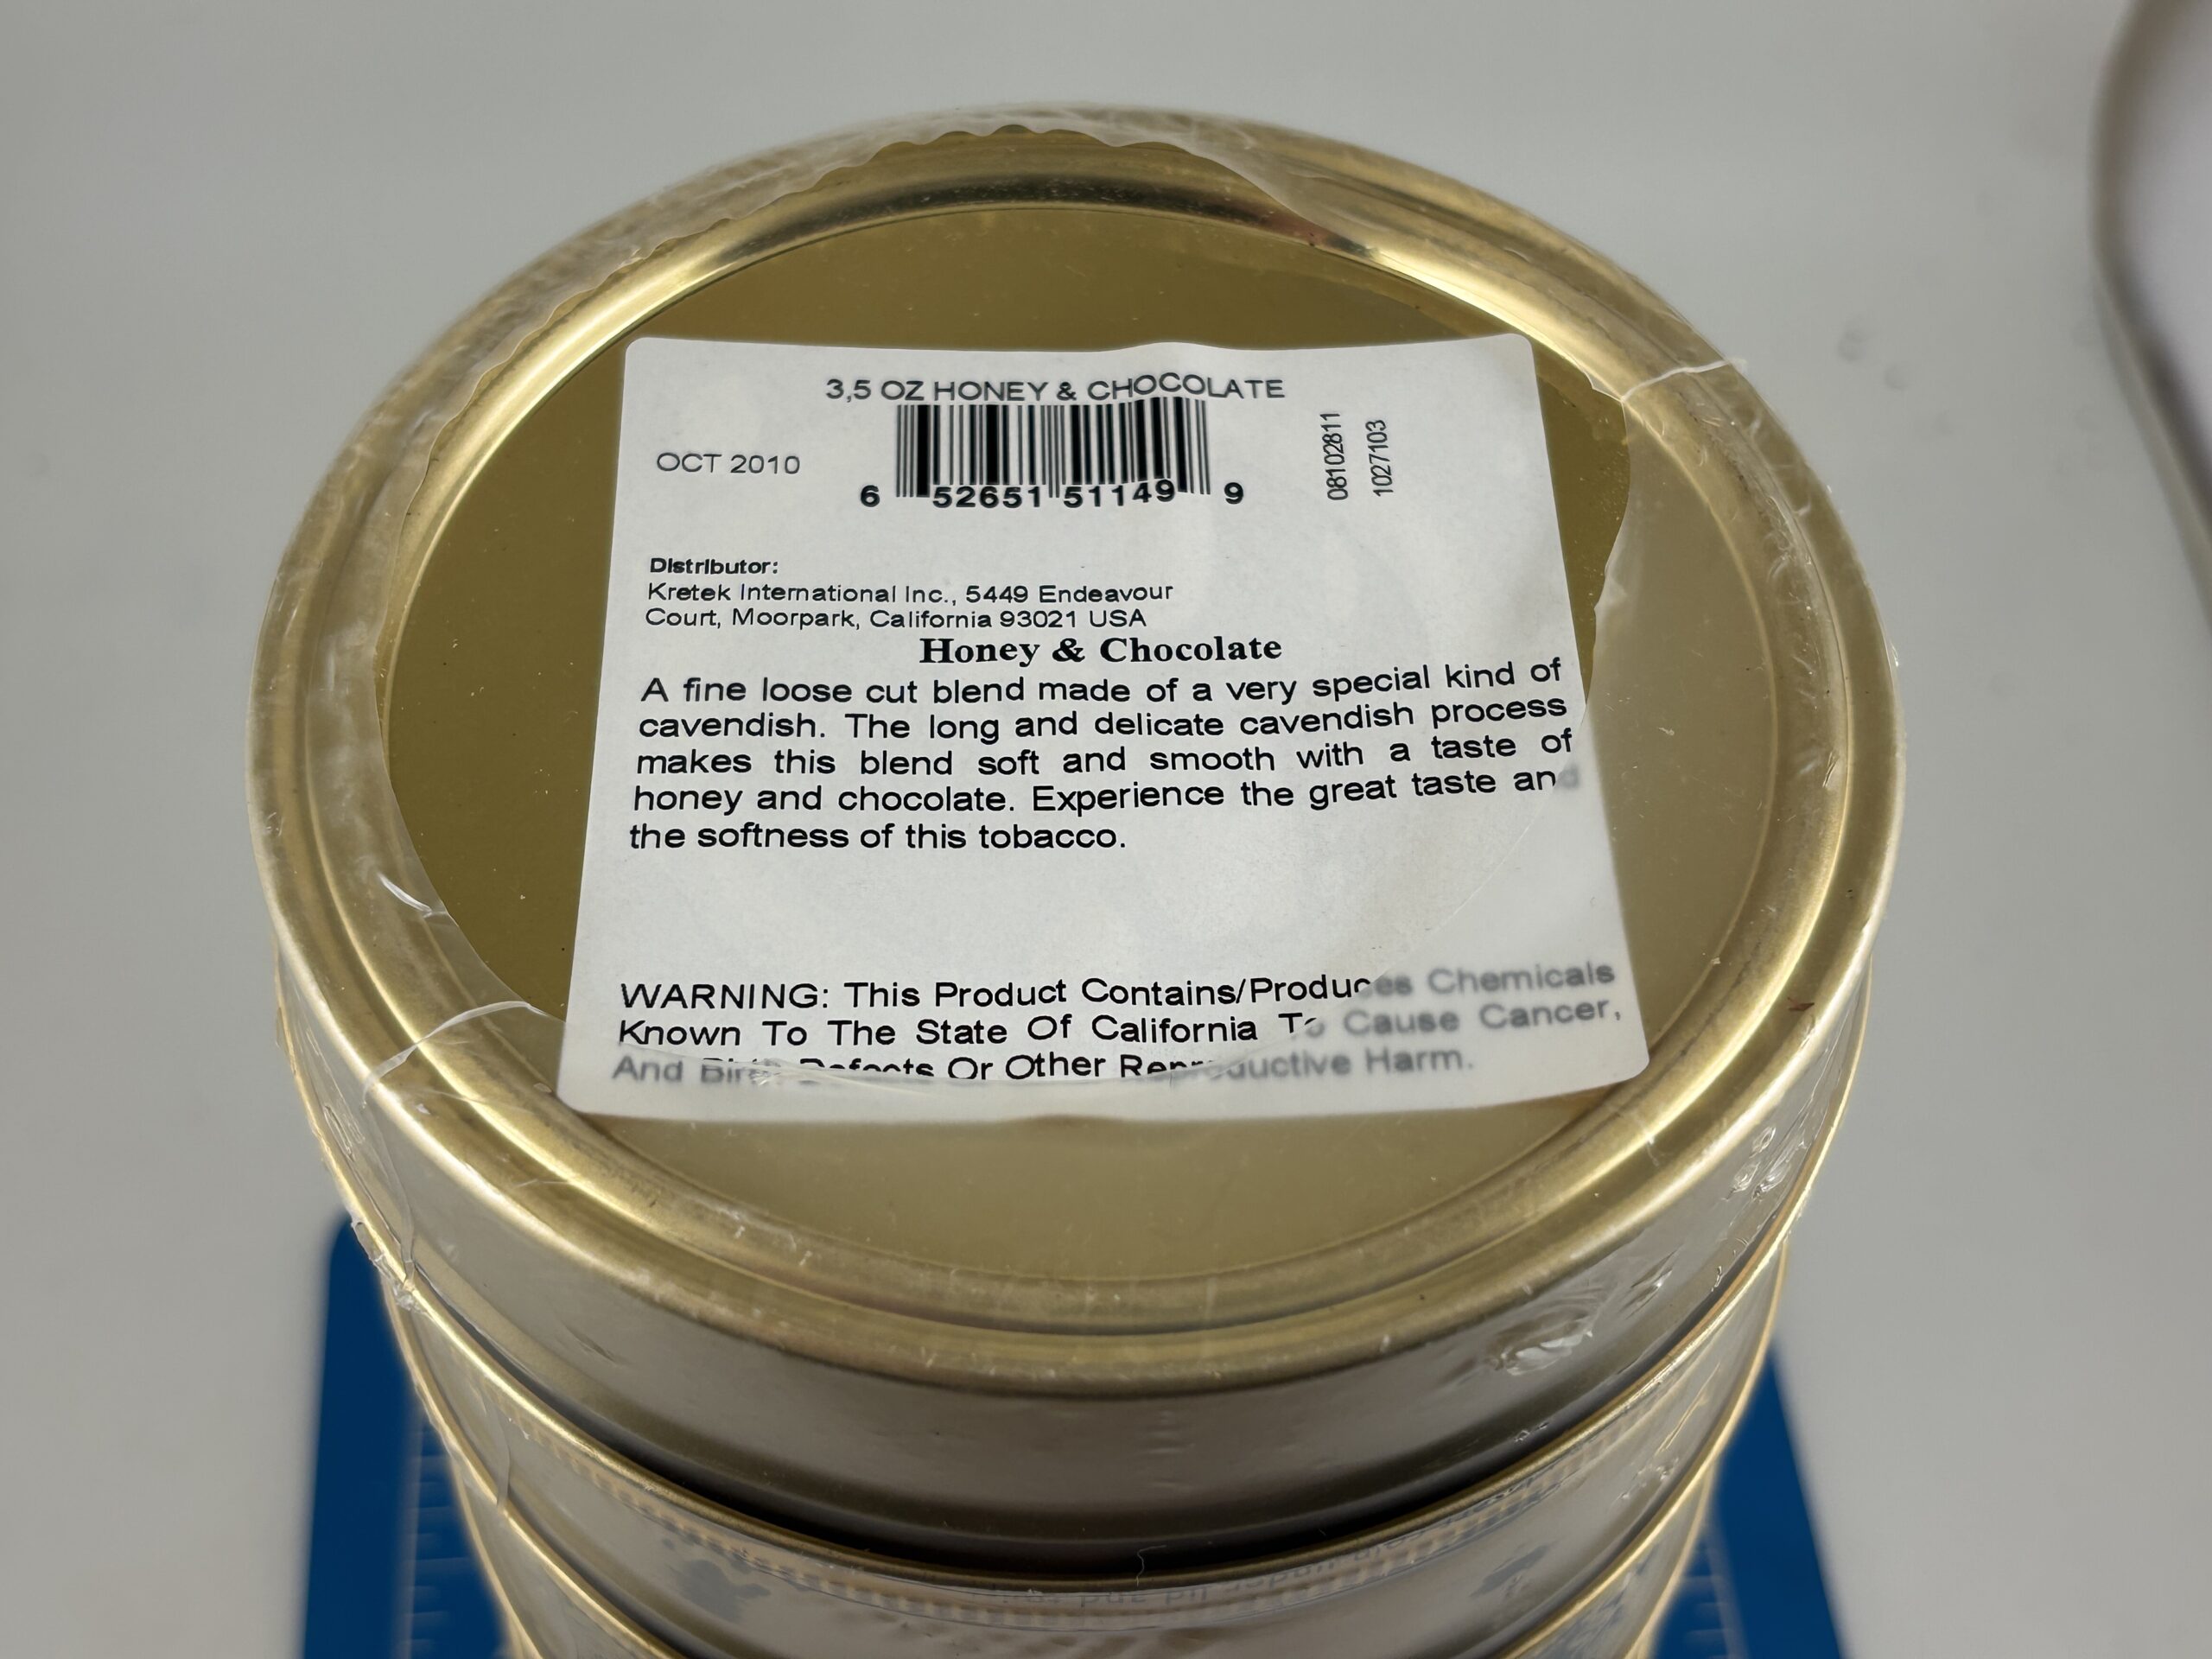 3,5 OZ HONEY & CHOCOLATE
OCT 2010
6 52651 51149 9
08102811
1027103
Distributor:
Kretek International Inc., 5449 Endeavour
Court, Moorpark, California 93021 USA
Honey & Chocolate
A fine loose cut blend made of a very special kind of
cavendish. The long and delicate cavendish process
makes this blend soft and smooth with a taste of
honey and chocolate. Experience the great taste and
the softness of this tobacco.
WARNING: This Product Contains/Produces Chemicals
Known To The State Of California To Cause Cancer,
And Birth Defects Or Other Reproductive Harm.